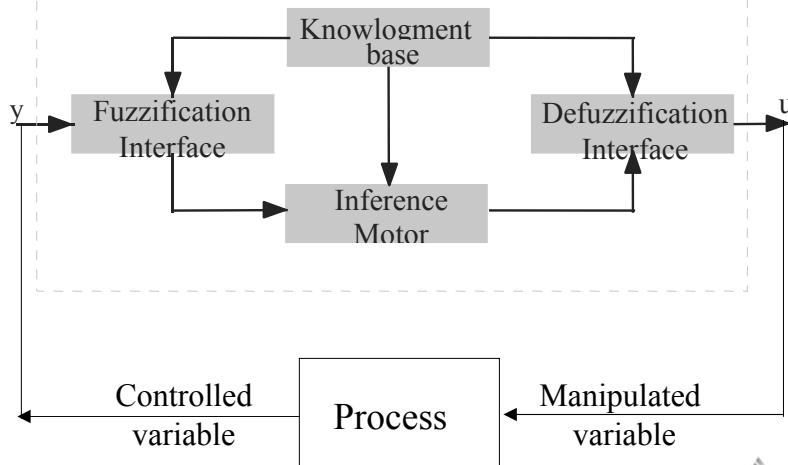 Knowlogment
base
y
Fuzzification
Interface
Defuzzification
Interface
u
Inference
Motor
Controlled
variable
Process
Manipulated
variable